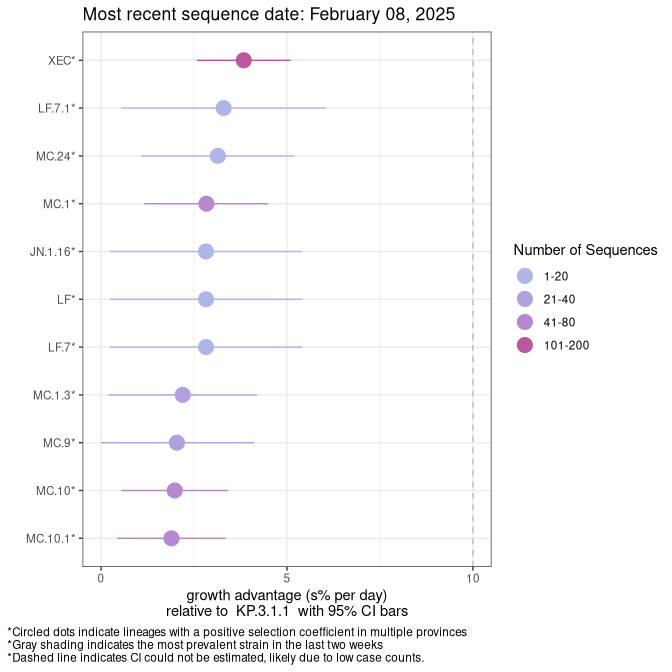 Most recent sequence date: February 08, 2025
XEC*
LF.7.1*
MC.24*
MC.1*
JN.1.16*
LF*
LF.7*
MC.1.3*
MC.9*
MC.10*
MC.10.1*
0
5
10
growth advantage (s% per day)
relative to  KP.3.1.1  with 95% CI bars
Number of Sequences
1-20
21-40
41-80
101-200
*Circled dots indicate lineages with a positive selection coefficient in multiple provinces
*Gray shading indicates the most prevalent strain in the last two weeks
*Dashed line indicates CI could not be estimated, likely due to low case counts.